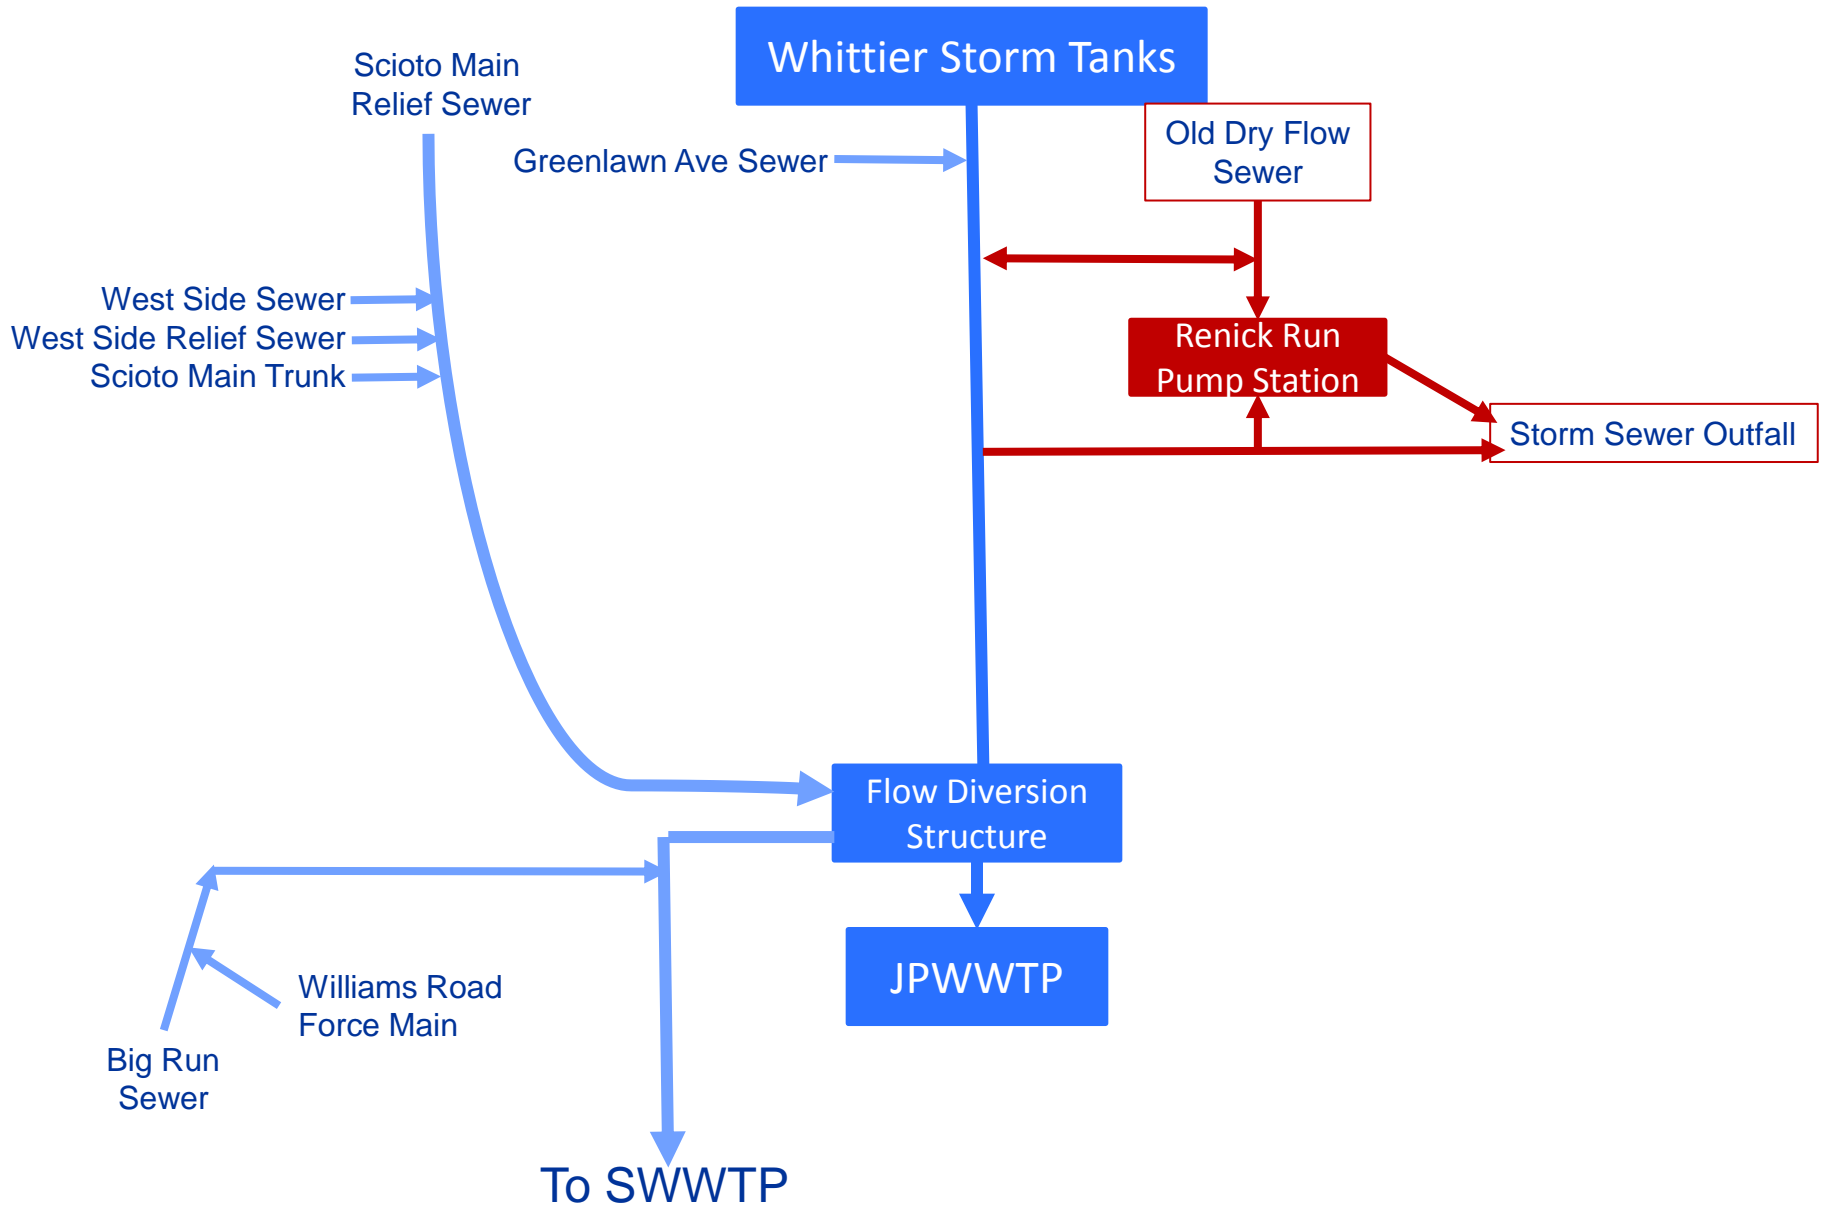 Whittier Storm Tanks
Scioto Main
Relief Sewer
Old Dry Flow
Sewer
Greenlawn Ave Sewer
West Side Sewer
West Side Relief Sewer
Scioto Main Trunk
Renick Run
Pump Station
Storm Sewer Outfall
Flow Diversion
Structure
JPWWTP
Williams Road
Force Main
Big Run
Sewer
To SWWTP